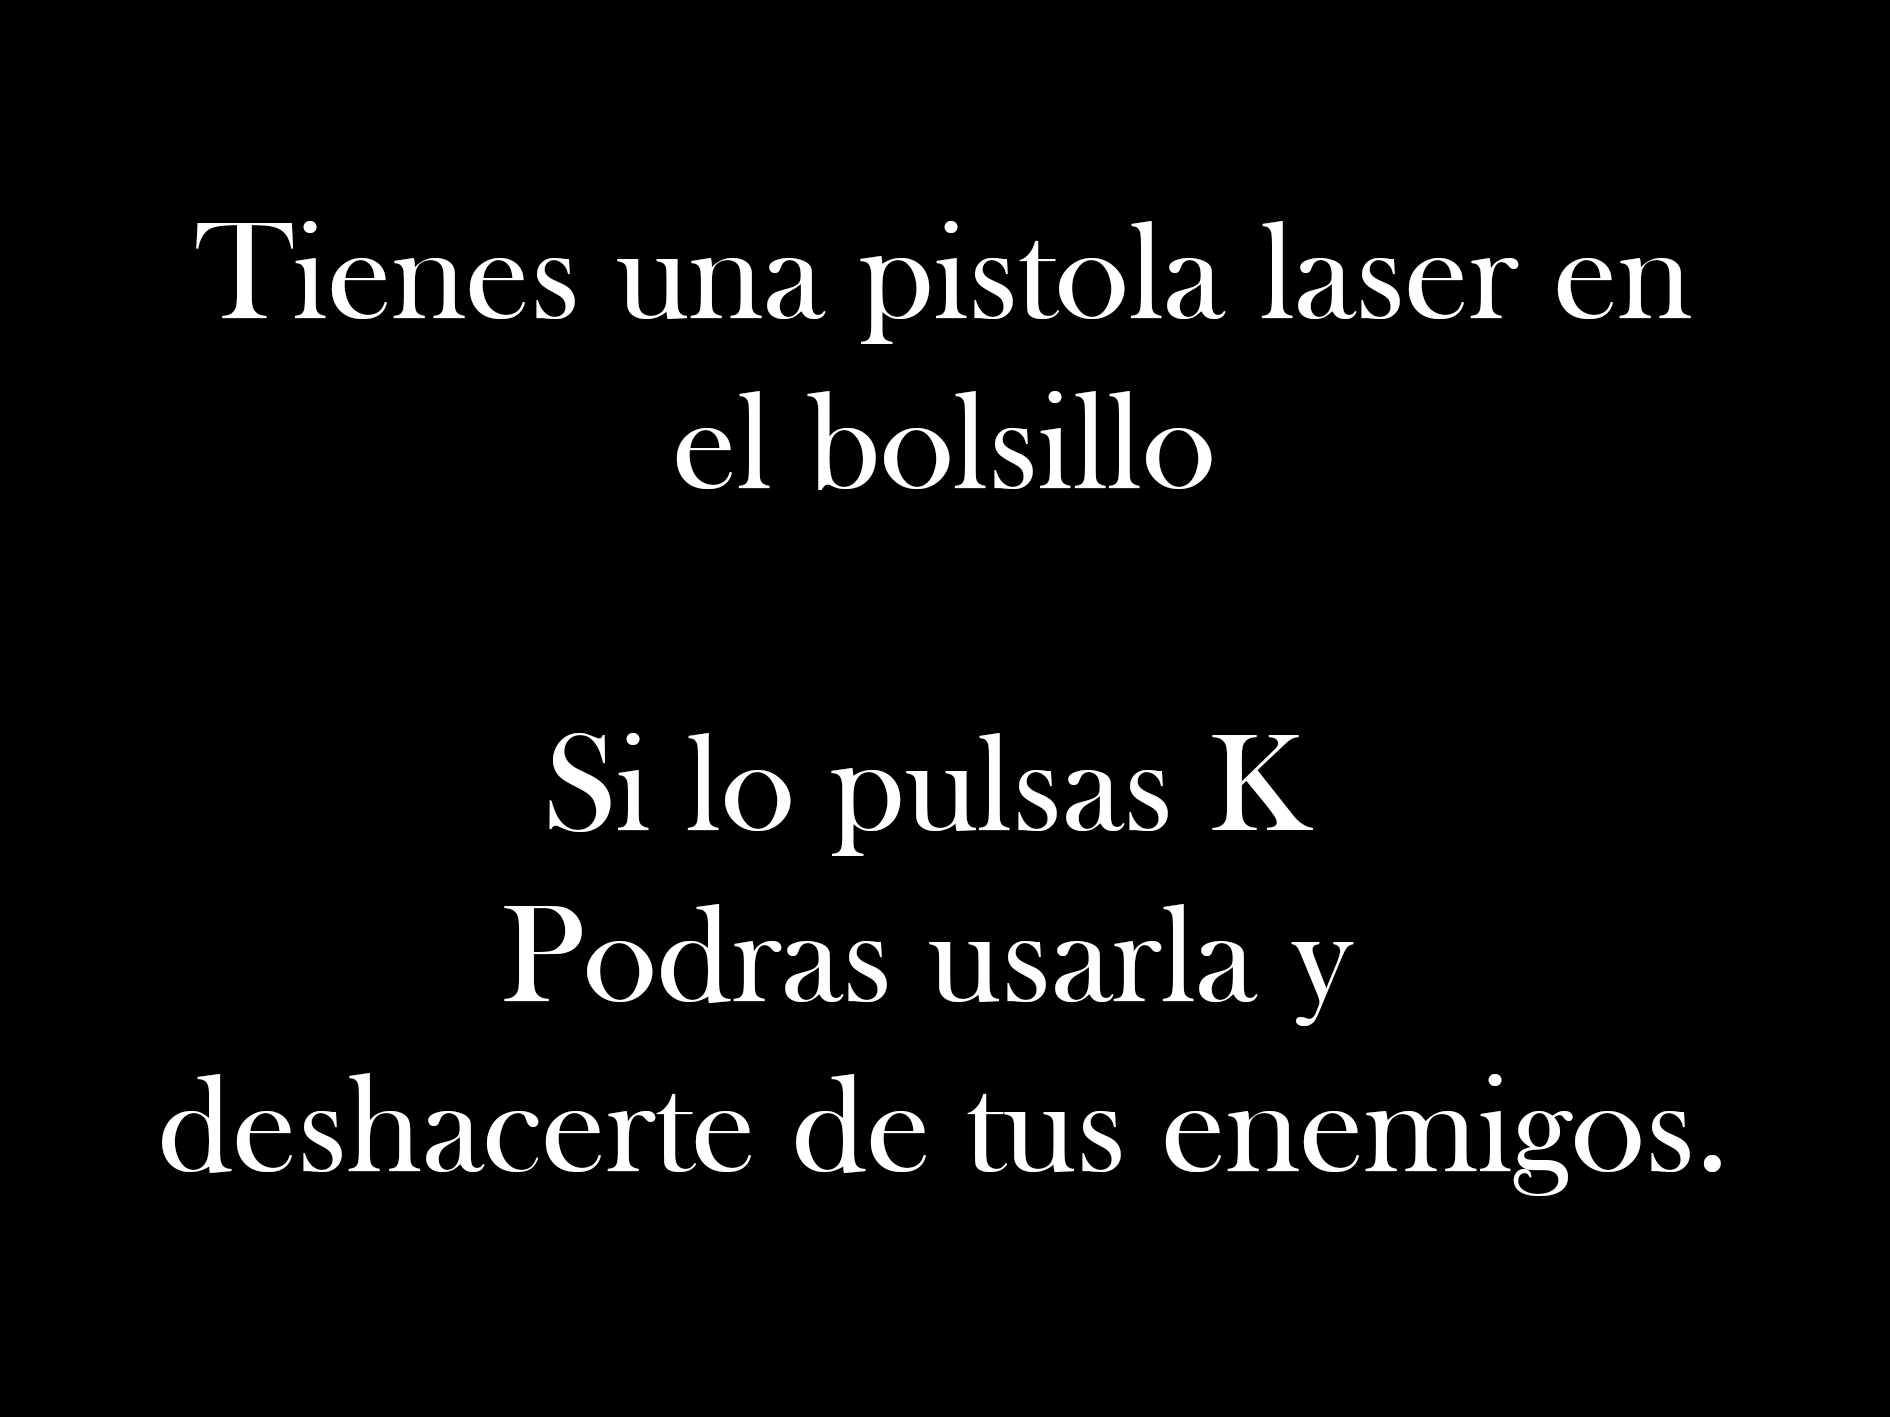 Tienes una pistola laser en
el bolsillo
Si lo pulsas K
Podras usarla y
deshacerte de tus enemigos.